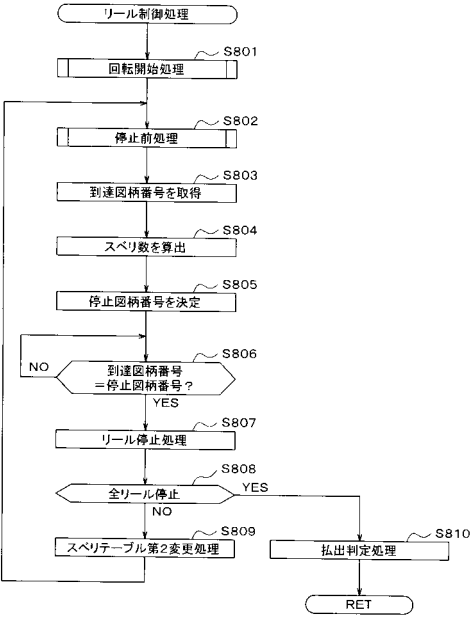 リール制御処理
S801
回転開始処理
S802
停止前処理
S803
到達図柄番号を取得
S804
スベリ数を算出
S805
停止図柄番号を決定
S806
到達図柄番号
=停止図柄番号?
NO
YES
S807
リール停止処理
S808
全リール停止
YES
NO
S809
スベリテーブル第2変更処理
S810
払出判定処理
RET